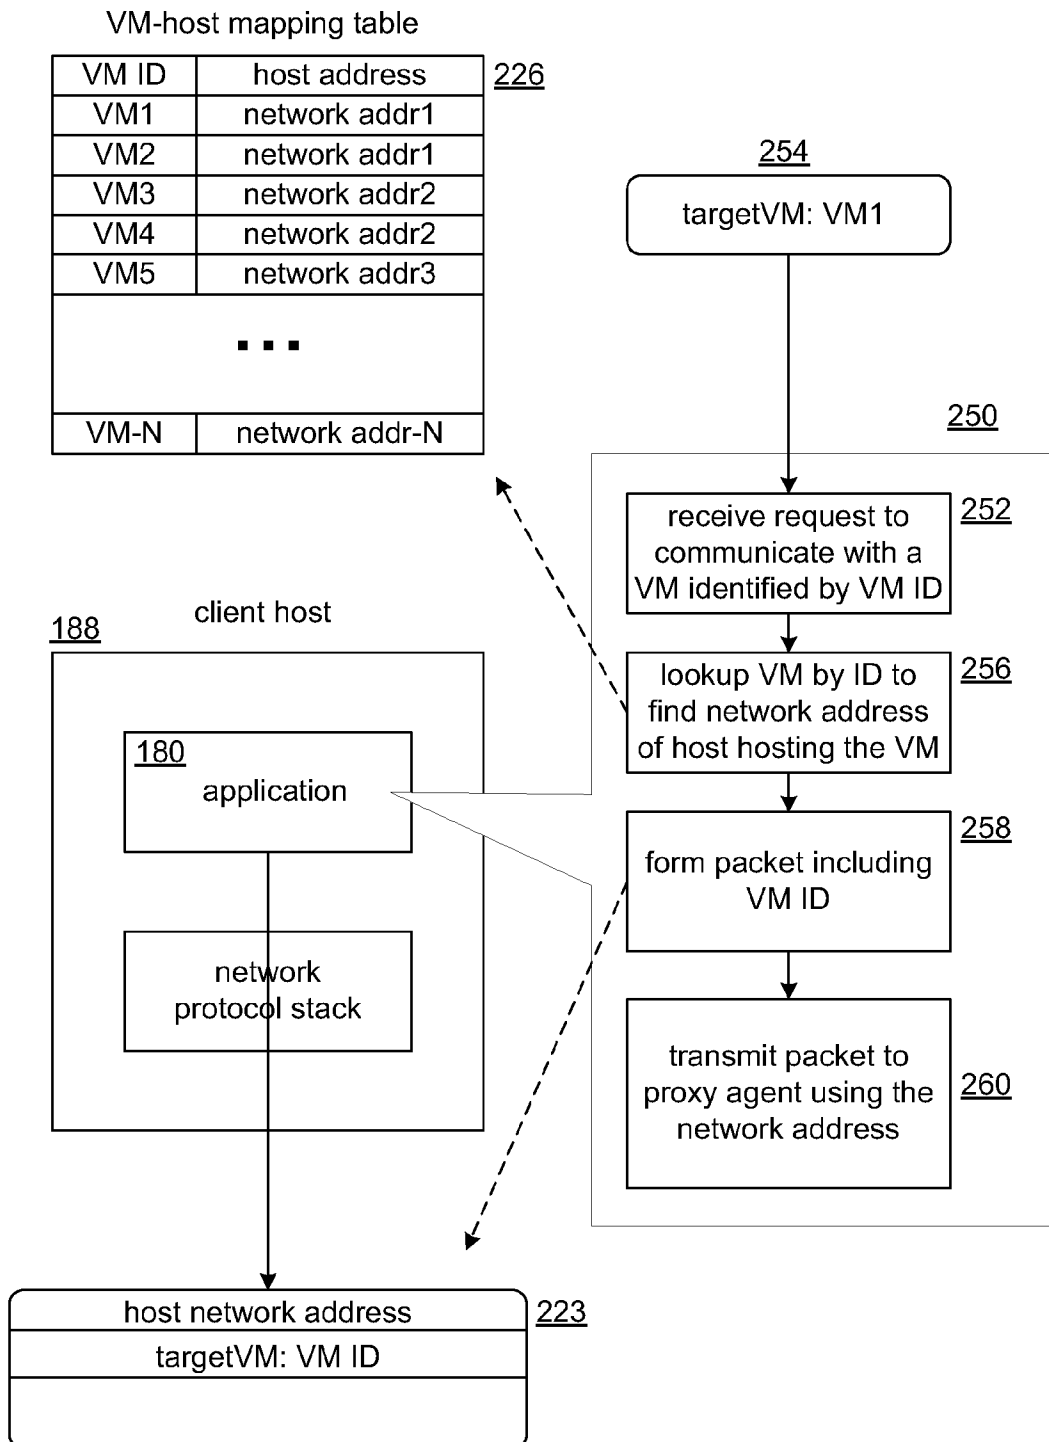 VM-host mapping table
VM ID host address 226
VM1 network addr1
VM2 network addr1
VM3 network addr2
VM4 network addr2
VM5 network addr3
...
VM-N network addr-N
254
targetVM: VM1
250
receive request to
communicate with a
VM identified by VM ID
252
lookup VM by ID to
find network address
of host hosting the VM
256
form packet including
VM ID
258
transmit packet to
proxy agent using the
network address
260
client host
188
180
application
network
protocol stack
host network address 223
targetVM: VM ID